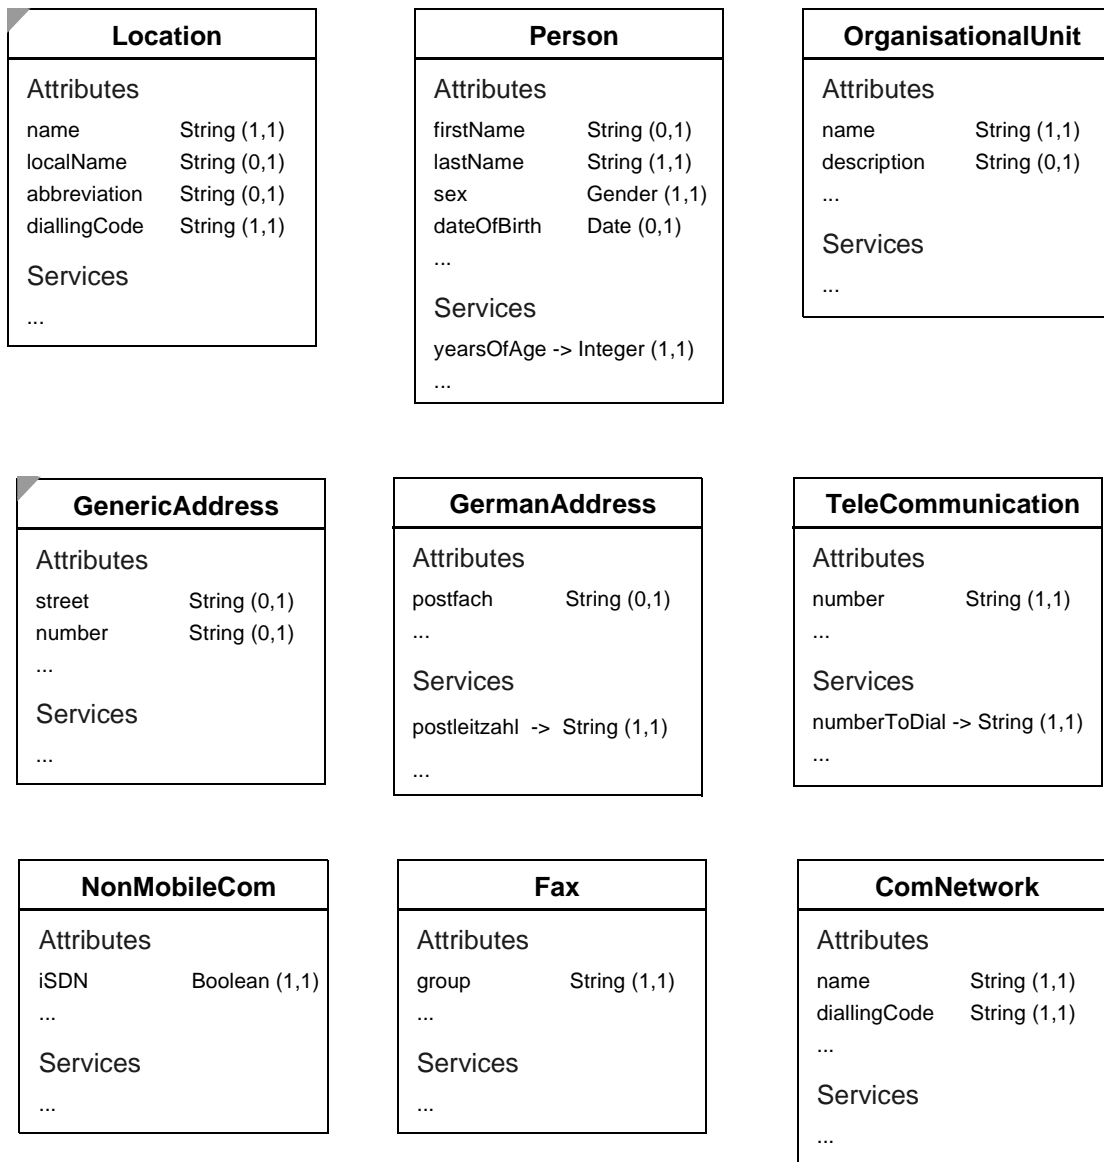 Location
Attributes
name String (1,1)
localName String (0,1)
abbreviation String (0,1)
diallingCode String (1,1)
Services
...
Person
Attributes
firstName String (0,1)
lastName String (1,1)
sex Gender (1,1)
dateOfBirth Date (0,1)
...
Services
yearsOfAge -> Integer (1,1)
...
OrganisationalUnit
Attributes
name String (1,1)
description String (0,1)
...
Services
...
GenericAddress
Attributes
street String (0,1)
number String (0,1)
...
Services
...
GermanAddress
Attributes
postfach String (0,1)
...
Services
postleitzahl -> String (1,1)
...
TeleCommunication
Attributes
number String (1,1)
...
Services
numberToDial -> String (1,1)
...
NonMobileCom
Attributes
iSDN Boolean (1,1)
...
Services
...
Fax
Attributes
group String (1,1)
...
Services
...
ComNetwork
Attributes
name String (1,1)
diallingCode String (1,1)
...
Services
...